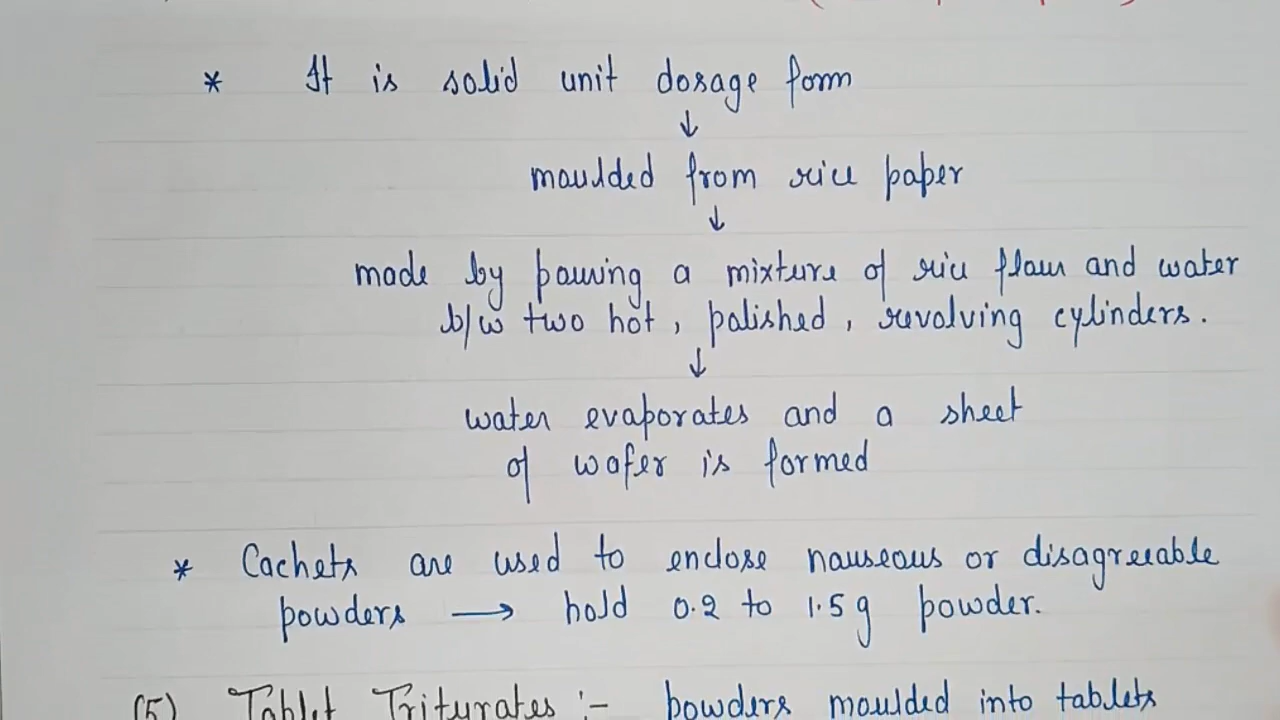 * It is solid unit dosage form
↓
moulded from rice paper
↓
made by pouring a mixture of rice flour and water
b/w two hot, polished, revolving cylinders.
↓
water evaporates and a sheet
of wafer is formed
* Cachets are used to enclose nauseous or disagreeable
powders → hold 0.2 to 1.5g powder.
(5) Tablet Triturates :- powders moulded into tablets